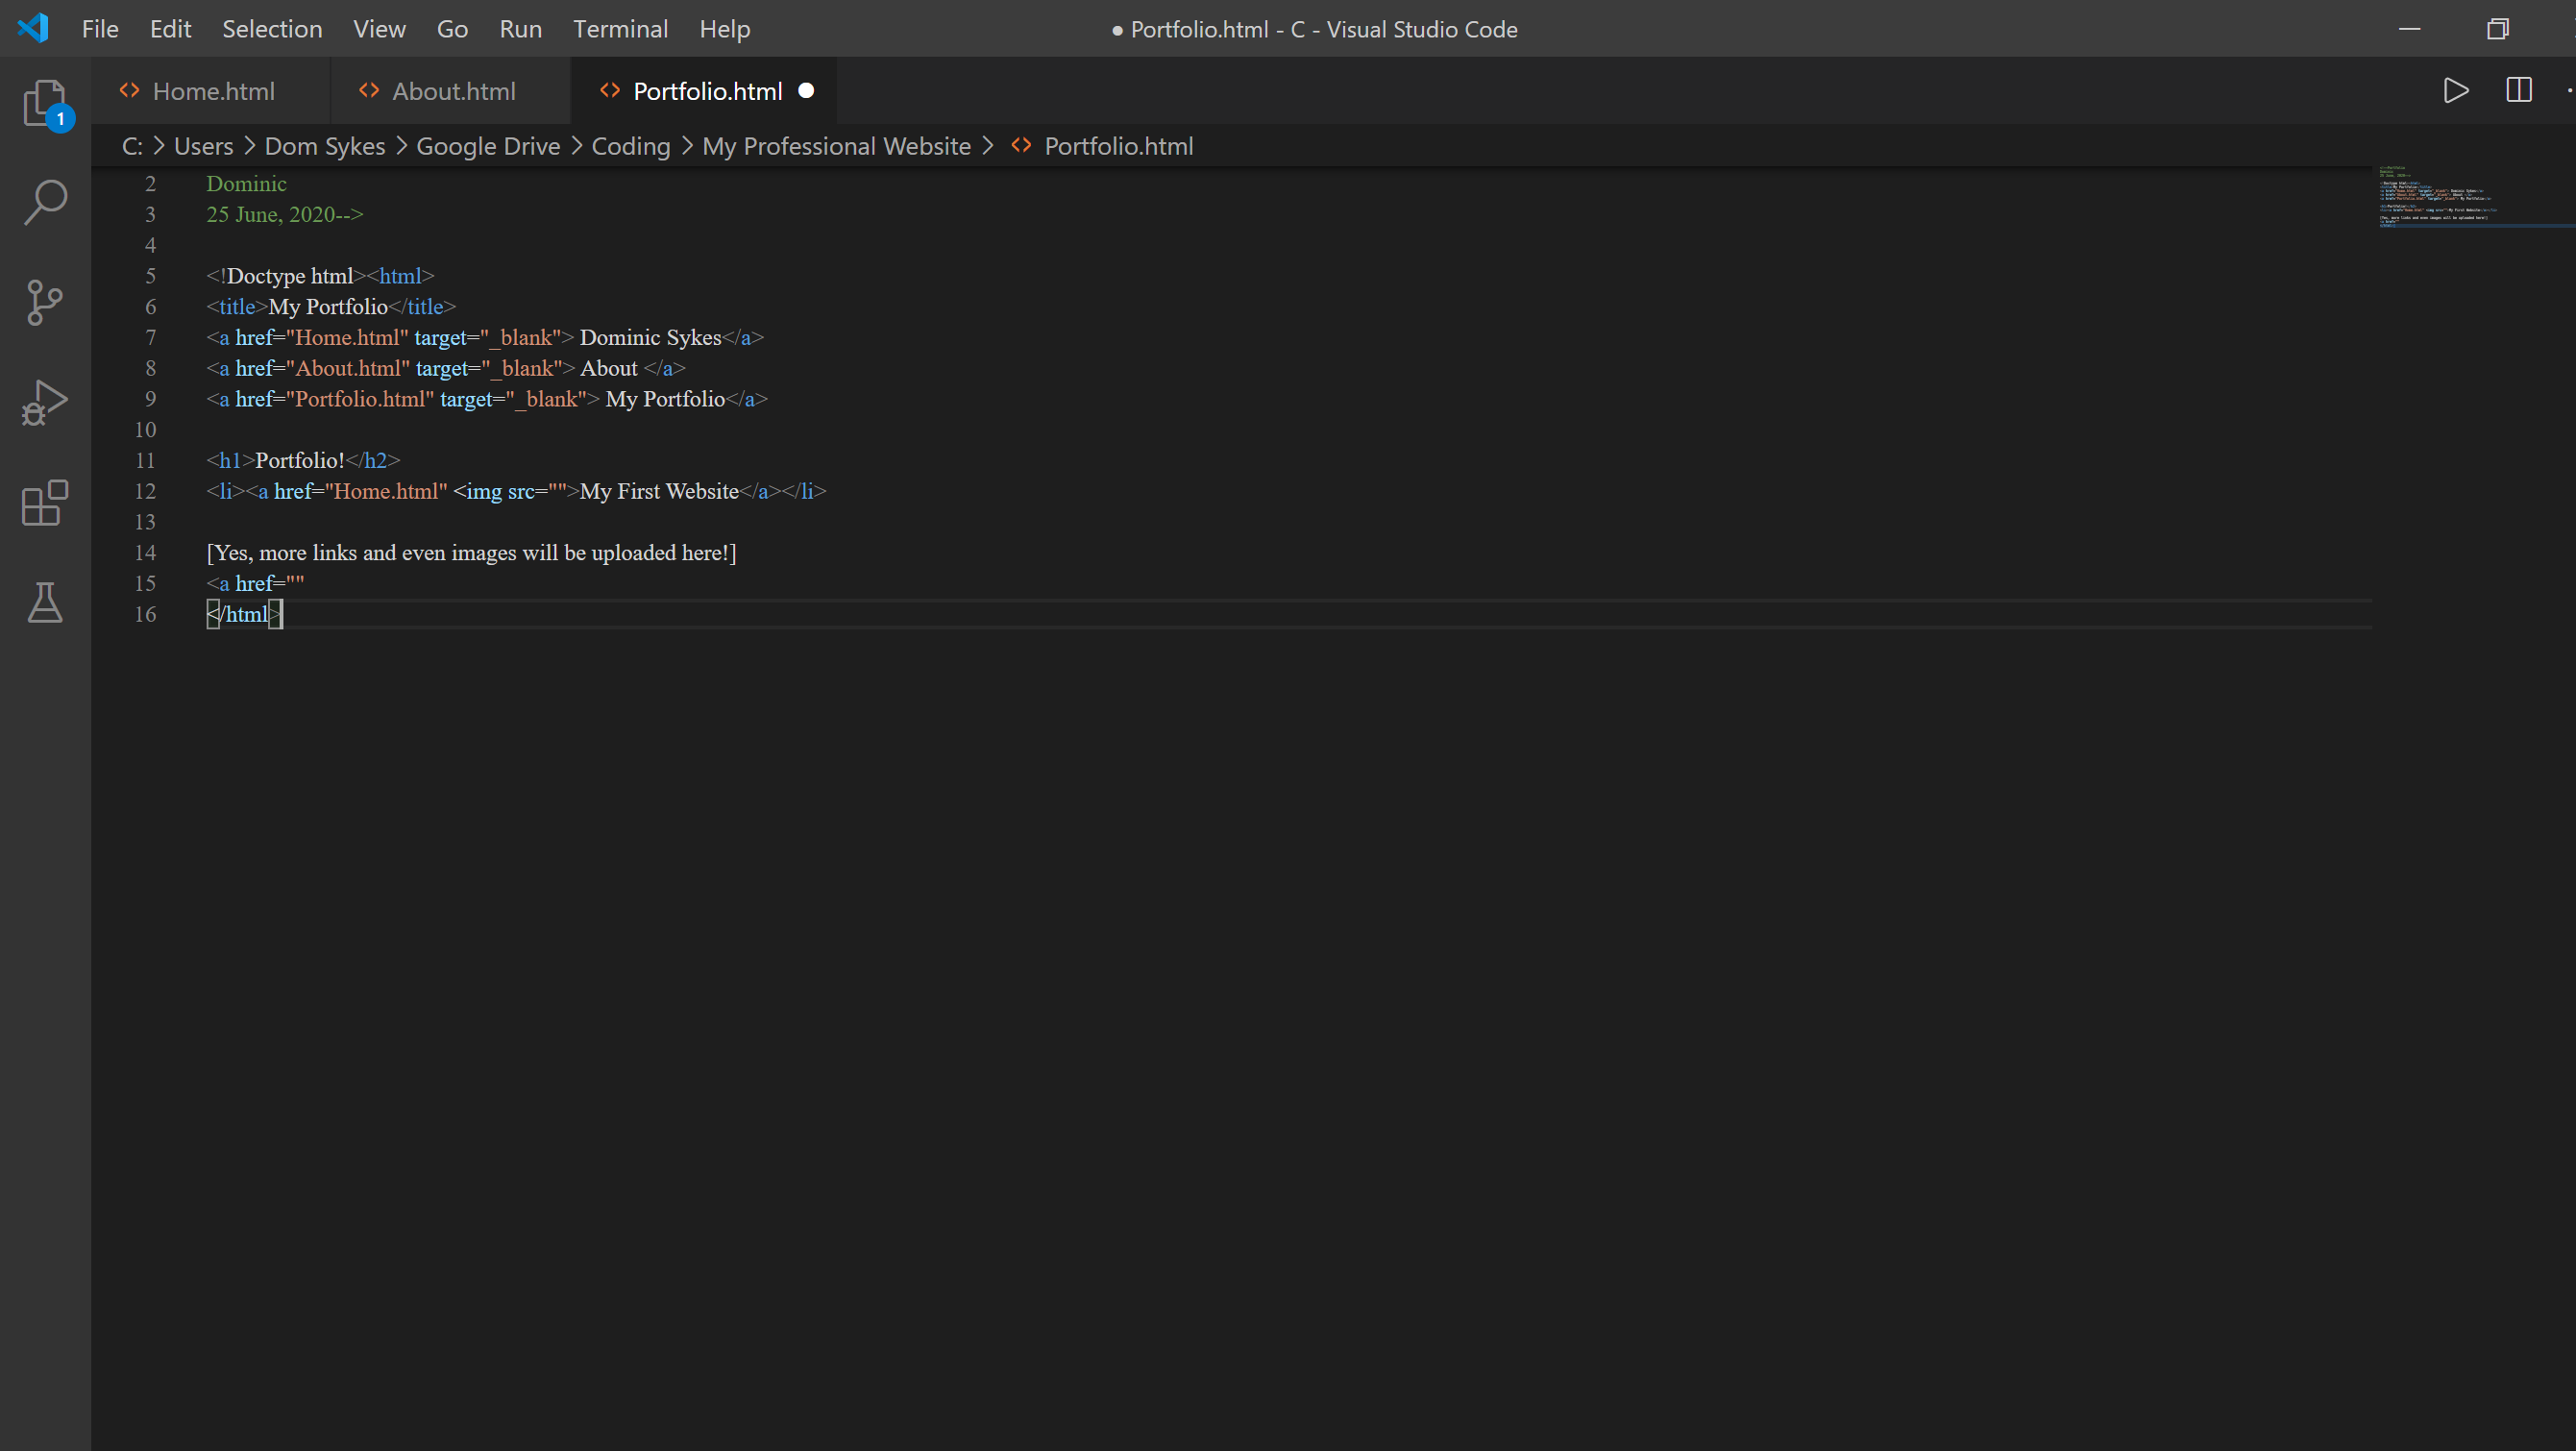 File Edit Selection View Go Run Terminal Help ● Portfolio.html - C - Visual Studio Code
Home.html About.html Portfolio.html
1
C: > Users > Dom Sykes > Google Drive > Coding > My Professional Website > Portfolio.html
2 Dominic
3 25 June, 2020-->
4
5 <!Doctype html><html>
6 <title>My Portfolio</title>
7 <a href="Home.html" target="_blank"> Dominic Sykes</a>
8 <a href="About.html" target="_blank"> About </a>
9 <a href="Portfolio.html" target="_blank"> My Portfolio</a>
10
11 <h1>Portfolio!</h2>
12 <li><a href="Home.html" <img src="">My First Website</a></li>
13
14 [Yes, more links and even images will be uploaded here!]
15 <a href=""
16 </html>